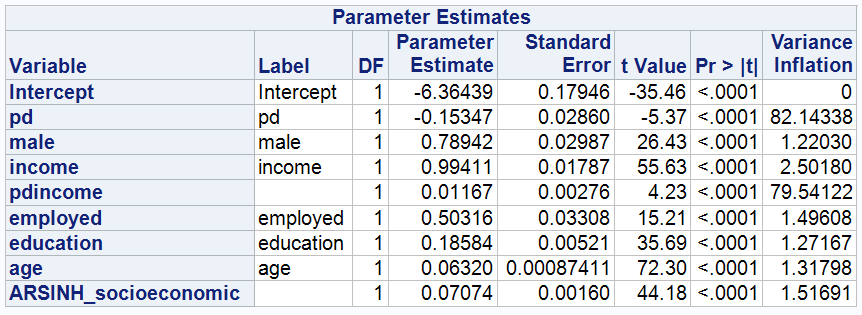 Parameter Estimates
Parameter Standard Variance
Variable Label DF Estimate Error t Value Pr > |t| Inflation
Intercept Intercept 1 -6.36439 0.17946 -35.46 <.0001 0
pd pd 1 -0.15347 0.02860 -5.37 <.0001 82.14338
male male 1 0.78942 0.02987 26.43 <.0001 1.22030
income income 1 0.99411 0.01787 55.63 <.0001 2.50180
pdincome 1 0.01167 0.00276 4.23 <.0001 79.54122
employed employed 1 0.50316 0.03308 15.21 <.0001 1.49608
education education 1 0.18584 0.00521 35.69 <.0001 1.27167
age age 1 0.06320 0.00087411 72.30 <.0001 1.31798
ARSINH_socioeconomic 1 0.07074 0.00160 44.18 <.0001 1.51691